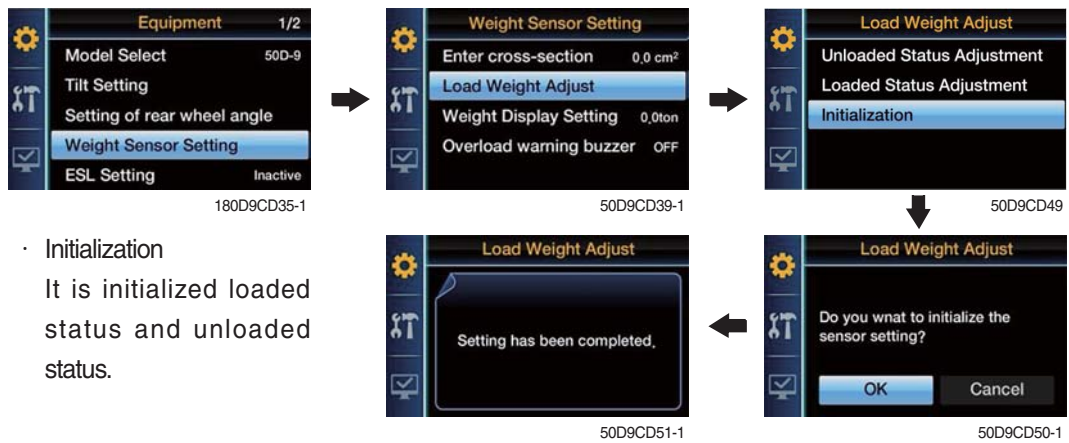 Equipment 1/2
Model Select 50D-9
Tilt Setting
Setting of rear wheel angle
Weight Sensor Setting
ESL Setting Inactive
180D9CD35-1
Weight Sensor Setting
Enter cross-section 0,0 cm²
Load Weight Adjust
Weight Display Setting 0,0ton
Overload warning buzzer OFF
50D9CD39-1
Load Weight Adjust
Unloaded Status Adjustment
Loaded Status Adjustment
Initialization
50D9CD49
· Initialization
It is initialized loaded
status and unloaded
status.
Load Weight Adjust
Do you wnat to initialize the
sensor setting?
OK Cancel
50D9CD50-1
Load Weight Adjust
Setting has been completed,
50D9CD51-1